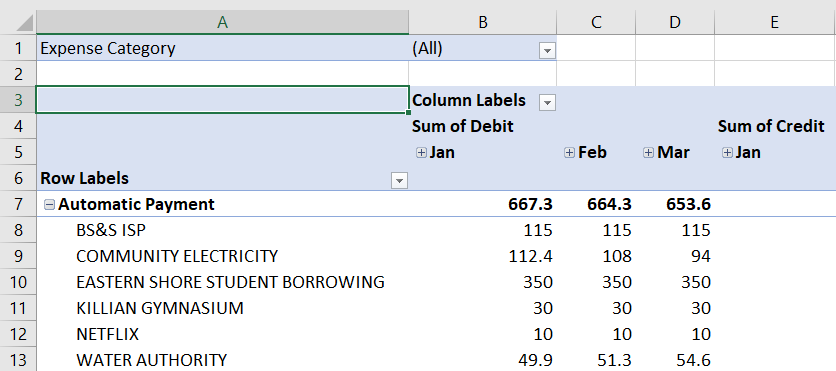 A B C D E
1 Expense Category (All)
2
3 Column Labels
4 Sum of Debit Sum of Credit
5 Jan Feb Mar Jan
6 Row Labels
7 Automatic Payment 667.3 664.3 653.6
8 BS&S ISP 115 115 115
9 COMMUNITY ELECTRICITY 112.4 108 94
10 EASTERN SHORE STUDENT BORROWING 350 350 350
11 KILLIAN GYMNASIUM 30 30 30
12 NETFLIX 10 10 10
13 WATER AUTHORITY 49.9 51.3 54.6